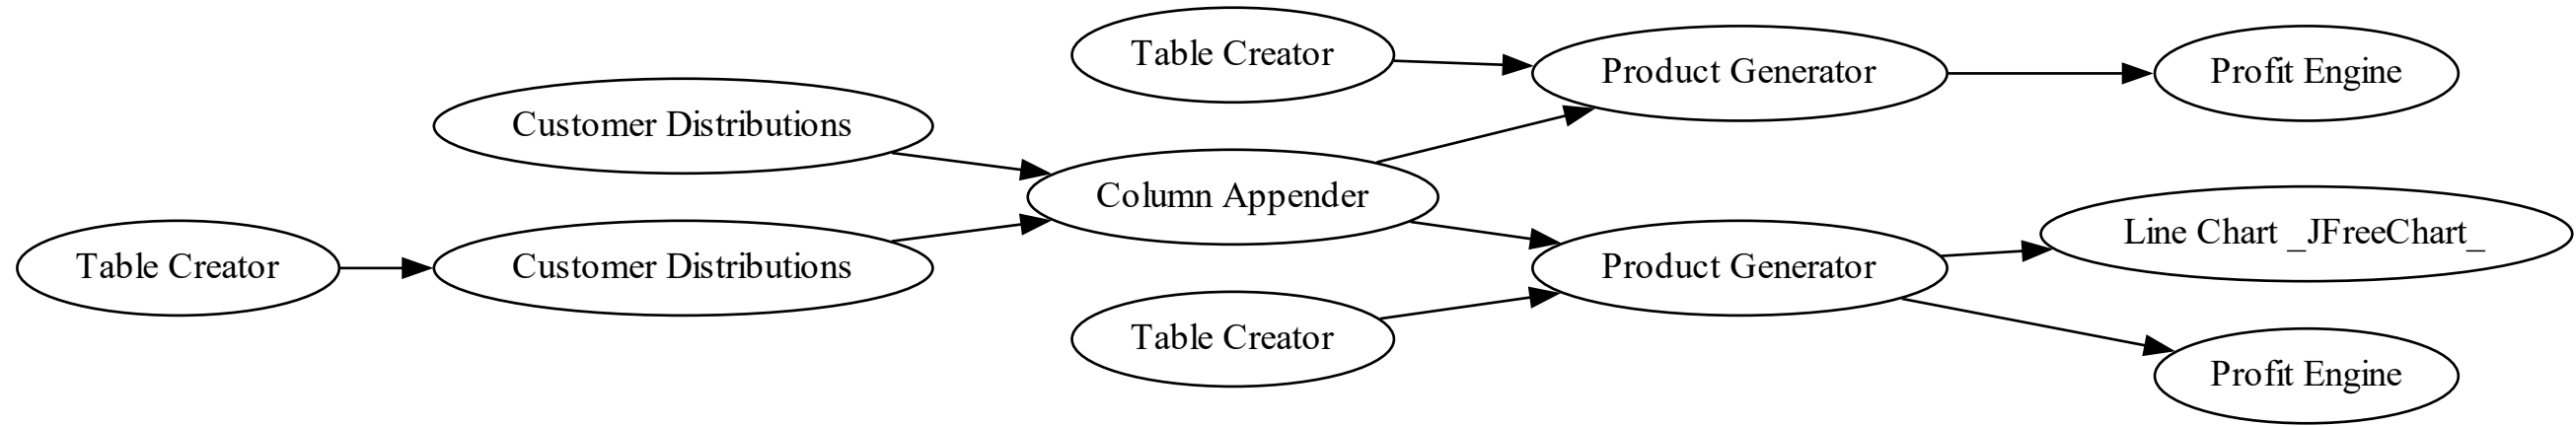 Table Creator
Product Generator
Profit Engine
Customer Distributions
Column Appender
Line Chart _JFreeChart_
Table Creator
Customer Distributions
Product Generator
Table Creator
Profit Engine